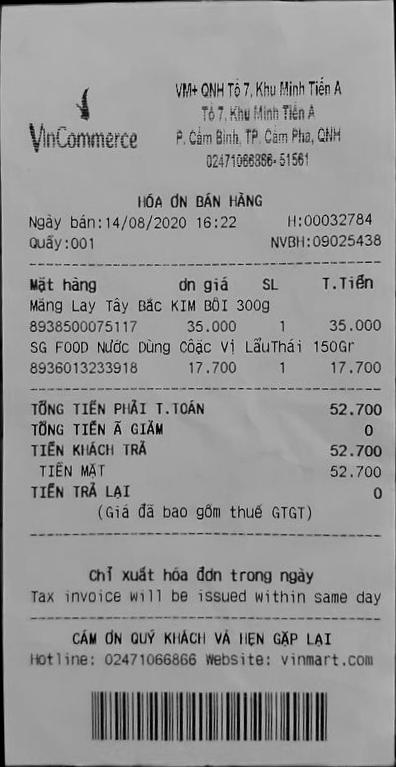 VinCommerce
VM+ QNH Tổ 7, Khu Minh Tiến A
Tổ 7, Khu Minh Tiến A
P. Cẩm Bình, TP. Cẩm Phả, QNH
02471066866-51561
HÓA ƠN BÁN HÀNG
Ngày bán:14/08/2020 16:22 H:00032784
Quầy:001 NVBH:09025438
Mặt hàng ơn giá SL T.Tiền
Măng Lay Tây Bắc KIM BÔI 300g
8938500075117 35.000 1 35.000
SG FOOD Nước Dùng Côặc Vị LẩuThái 150Gr
8936013233918 17.700 1 17.700
TỔNG TIỀN PHẢI T.TOÁN 52.700
TỔNG TIỀN Ã GIẢM 0
TIỀN KHÁCH TRẢ 52.700
TIỀN MẶT 52.700
TIỀN TRẢ LẠI 0
(Giá đã bao gồm thuế GTGT)
Chỉ xuất hóa đơn trong ngày
Tax invoice will be issued within same day
CẢM ƠN QUÝ KHÁCH VÀ HẸN GẶP LẠI
Hotline: 02471066866 Website: vinmart.com